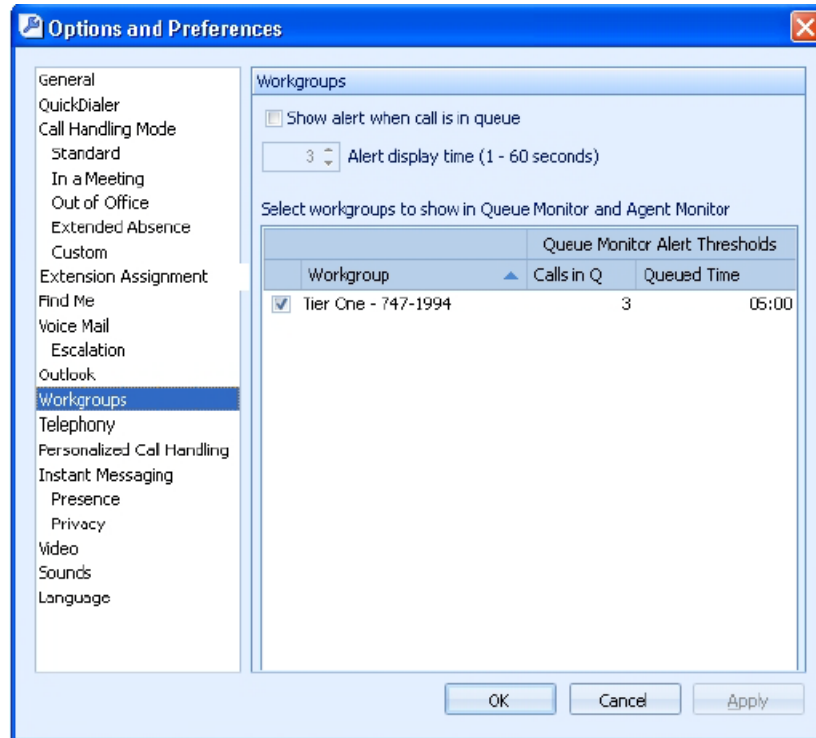 Options and Preferences
General
QuickDialer
Call Handling Mode
Standard
In a Meeting
Out of Office
Extended Absence
Custom
Extension Assignment
Find Me
Voice Mail
Escalation
Outlook
Workgroups
Telephony
Personalized Call Handling
Instant Messaging
Presence
Privacy
Video
Sounds
Language
Workgroups
Show alert when call is in queue
3 Alert display time (1 - 60 seconds)
Select workgroups to show in Queue Monitor and Agent Monitor
Queue Monitor Alert Thresholds
Workgroup Calls in Q Queued Time
Tier One - 747-1994 3 05:00
OK Cancel Apply